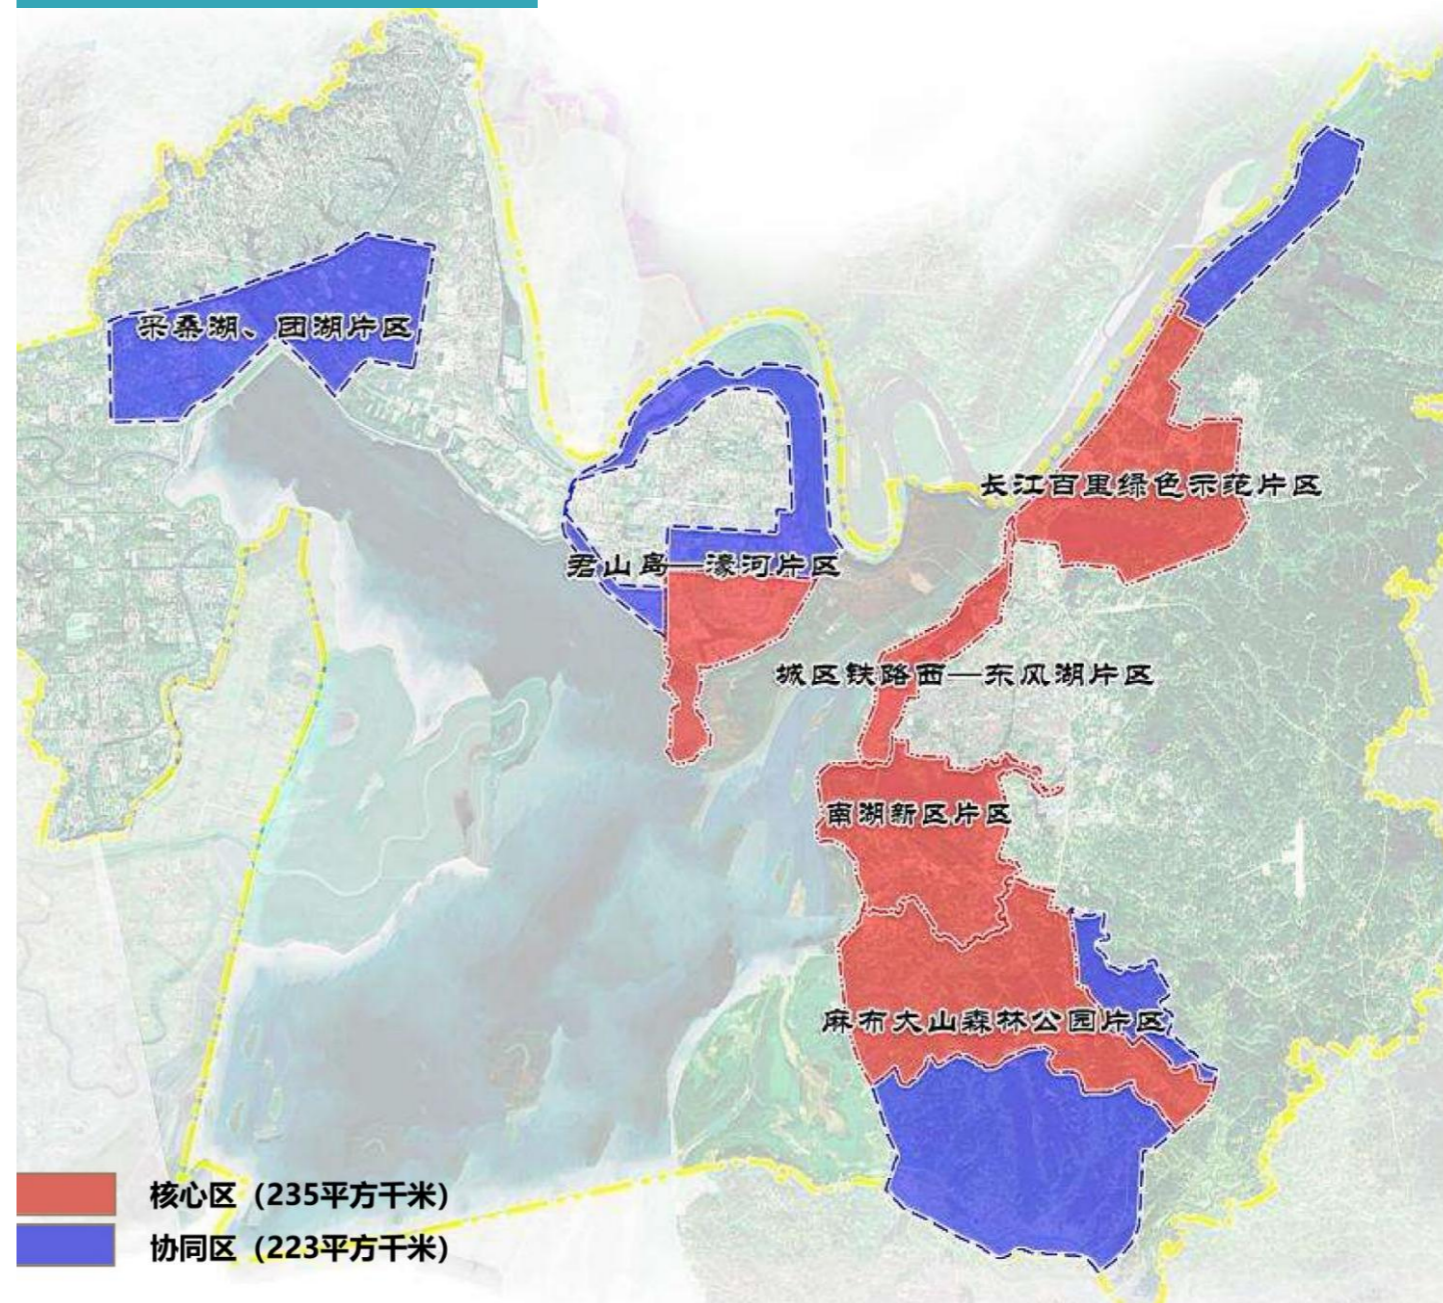 采桑湖、团湖片区
长江百里绿色示范片区
君山岛—濠河片区
城区铁路西—东风湖片区
南湖新区片区
麻布大山森林公园片区
核心区（235平方千米）
协同区（223平方千米）